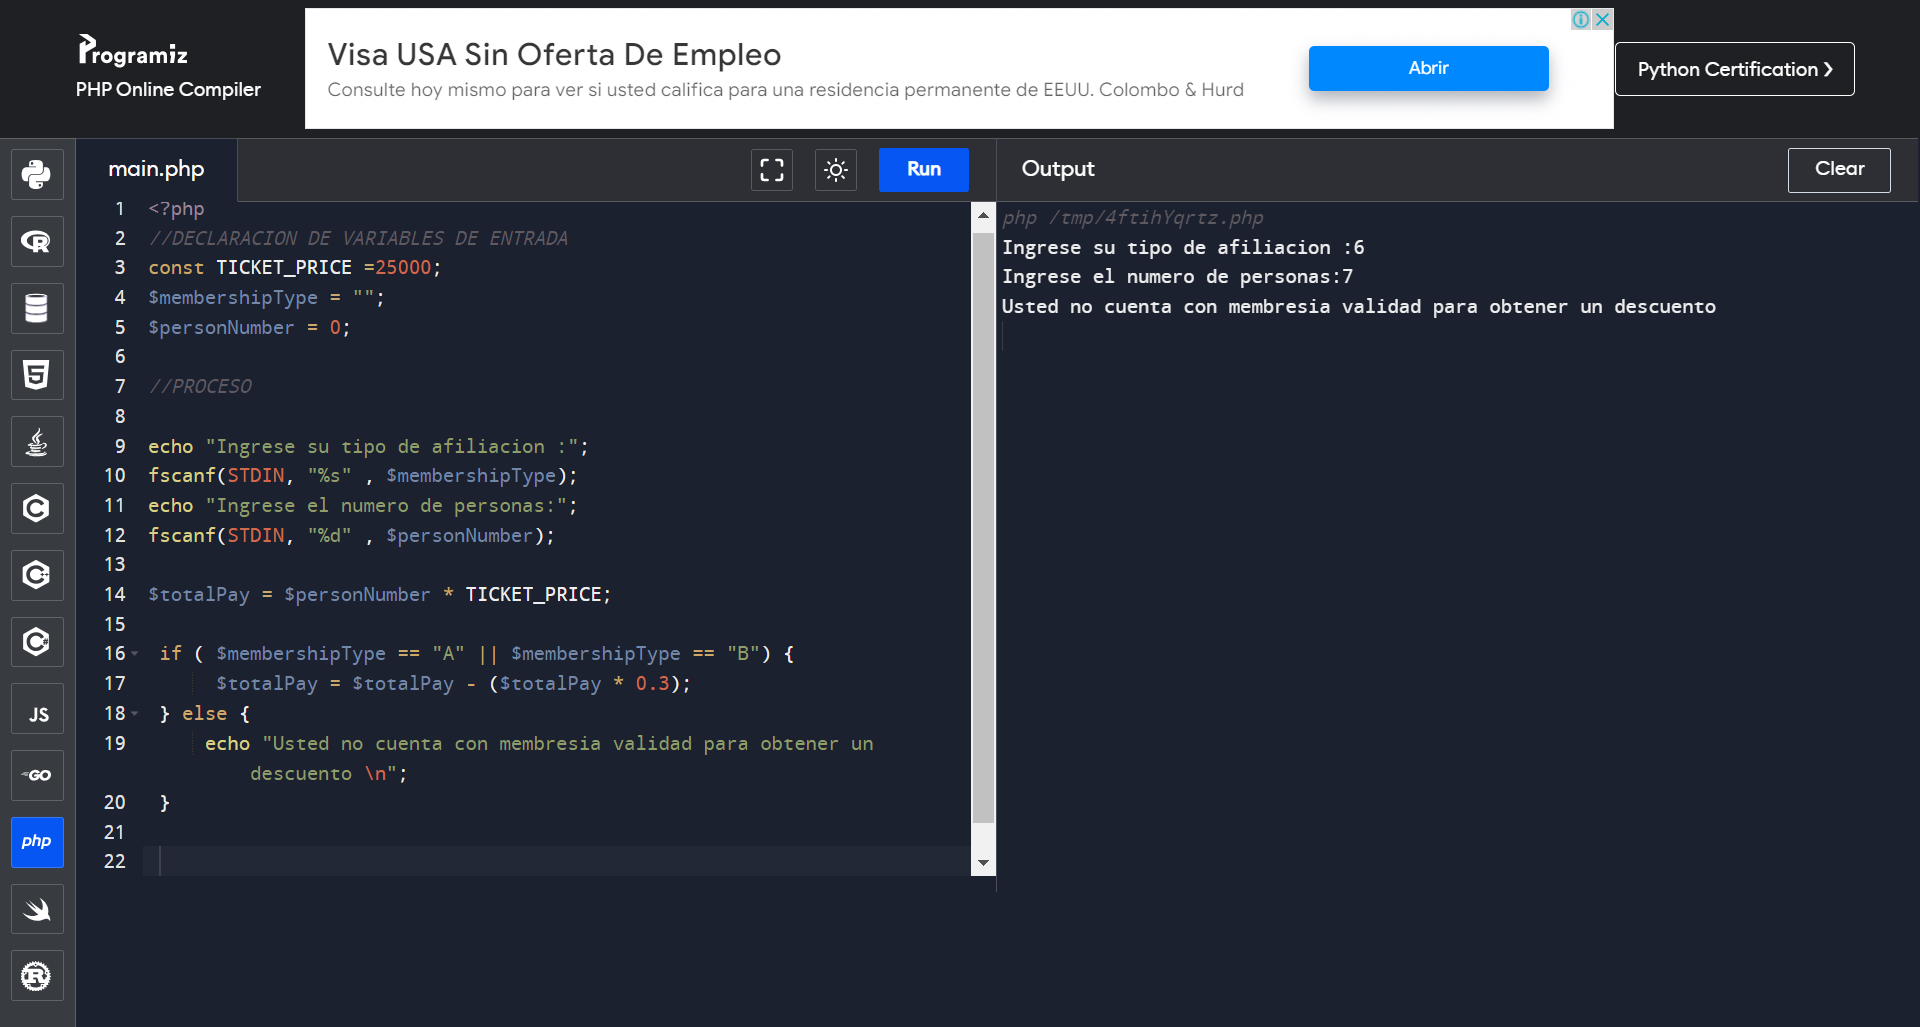 Programiz
PHP Online Compiler
Visa USA Sin Oferta De Empleo
Consulte hoy mismo para ver si usted califica para una residencia permanente de EEUU. Colombo & Hurd
Abrir
Python Certification ❯
main.php
Run
Output
Clear
1 <?php
2 //DECLARACION DE VARIABLES DE ENTRADA
3 const TICKET_PRICE =25000;
4 $membershipType = "";
5 $personNumber = 0;
6
7 //PROCESO
8
9 echo "Ingrese su tipo de afiliacion :";
10 fscanf(STDIN, "%s" , $membershipType);
11 echo "Ingrese el numero de personas:";
12 fscanf(STDIN, "%d" , $personNumber);
13
14 $totalPay = $personNumber * TICKET_PRICE;
15
16 if ( $membershipType == "A" || $membershipType == "B") {
17 $totalPay = $totalPay - ($totalPay * 0.3);
18 } else {
19 echo "Usted no cuenta con membresia validad para obtener un
descuento \n";
20 }
21
22
php /tmp/4ftihYqrtz.php
Ingrese su tipo de afiliacion :6
Ingrese el numero de personas:7
Usted no cuenta con membresia validad para obtener un descuento
R
5
C
C++
C#
JS
GO
php
R